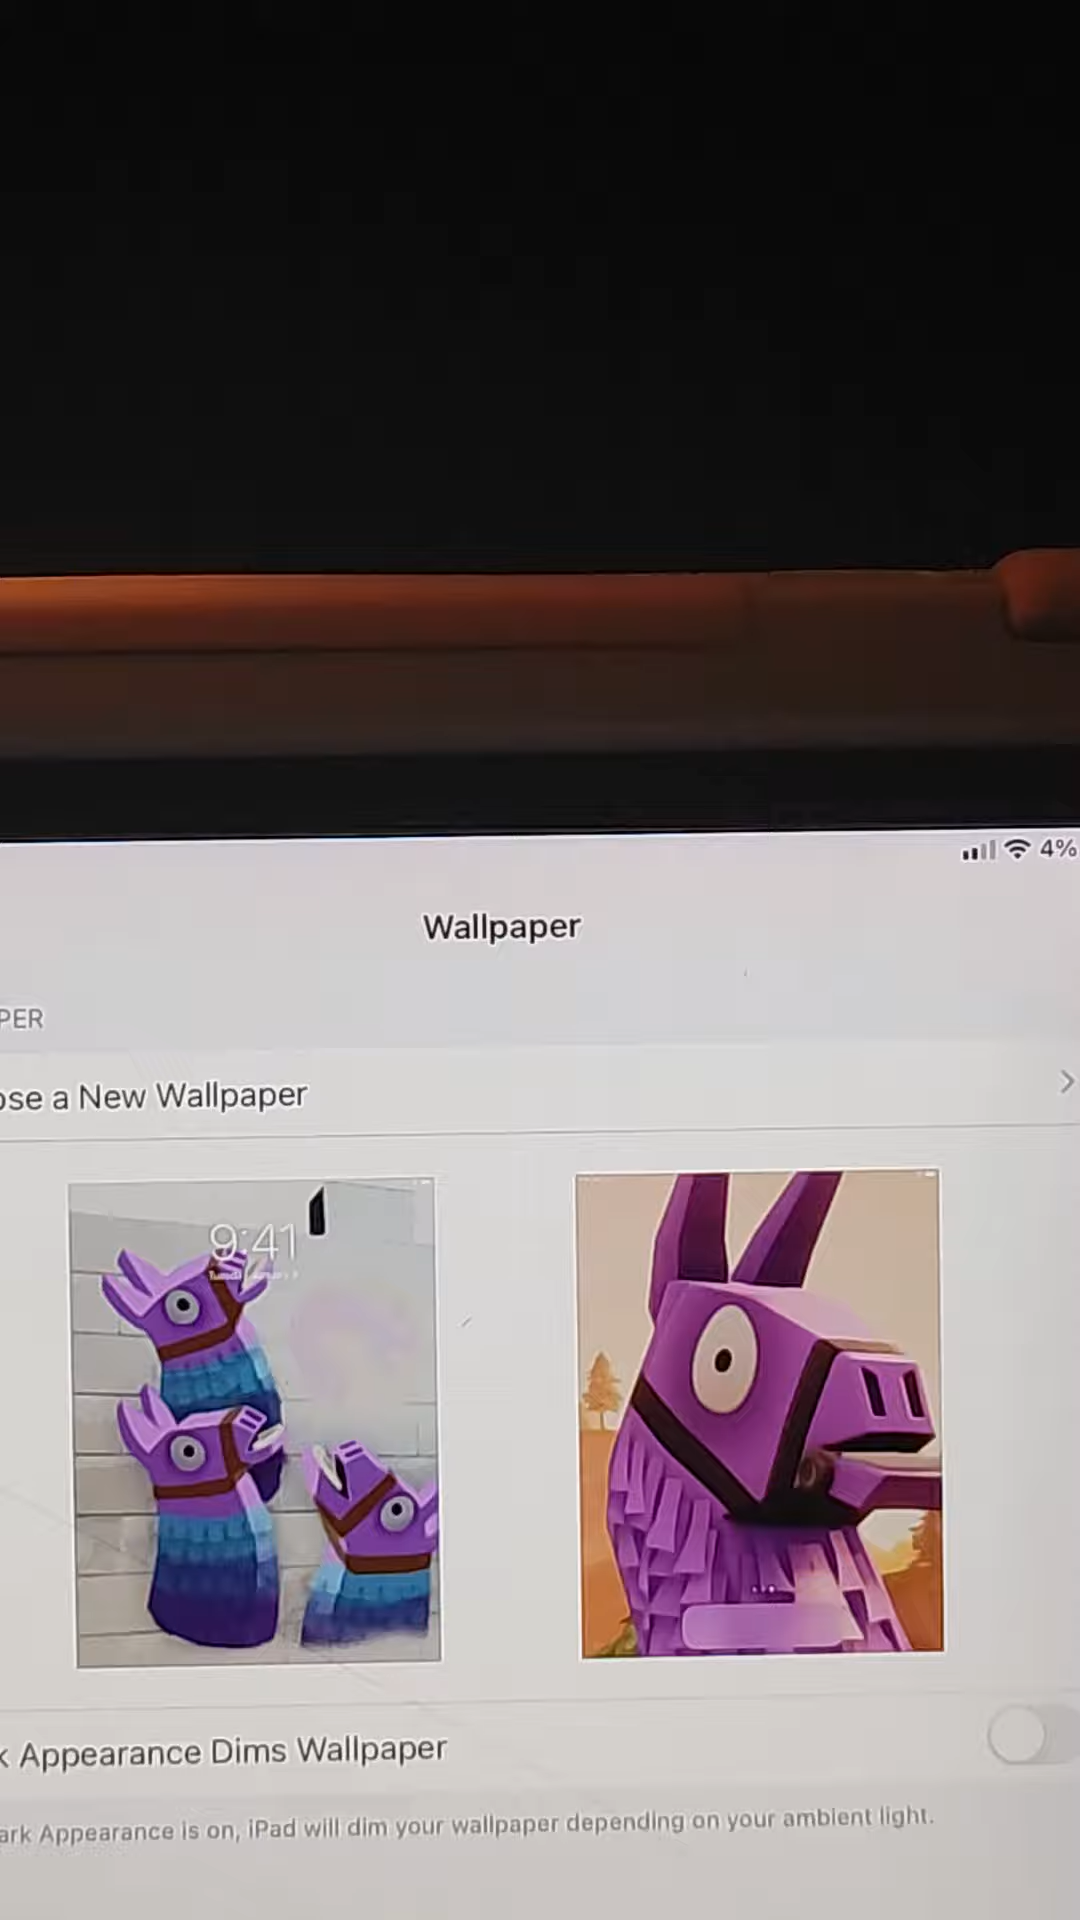 4%
Wallpaper
PER
ose a New Wallpaper
9:41
k Appearance Dims Wallpaper
ark Appearance is on, iPad will dim your wallpaper depending on your ambient light.